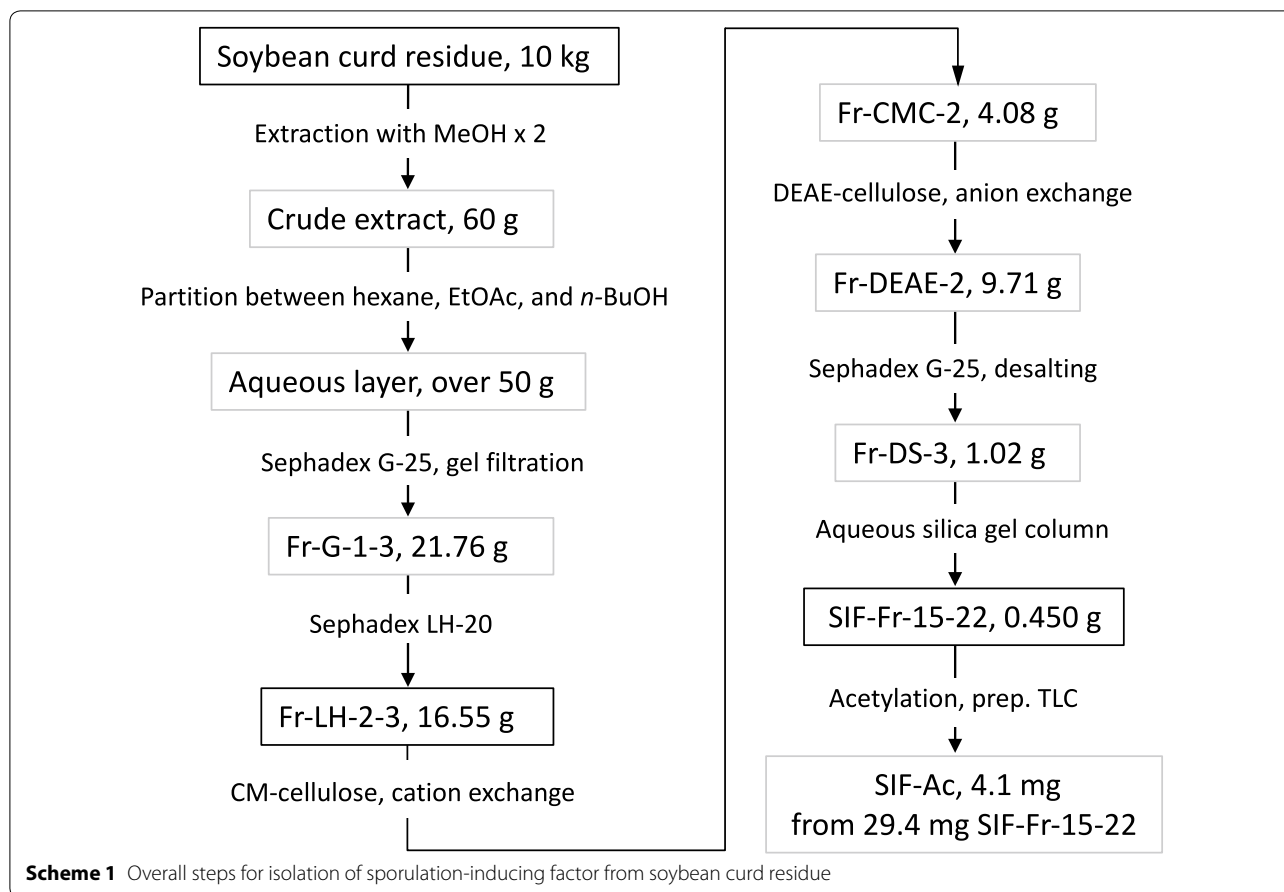 Soybean curd residue, 10 kg
Extraction with MeOH x 2
Crude extract, 60 g
Partition between hexane, EtOAc, and n-BuOH
Aqueous layer, over 50 g
Sephadex G-25, gel filtration
Fr-G-1-3, 21.76 g
Sephadex LH-20
Fr-LH-2-3, 16.55 g
CM-cellulose, cation exchange
Fr-CMC-2, 4.08 g
DEAE-cellulose, anion exchange
Fr-DEAE-2, 9.71 g
Sephadex G-25, desalting
Fr-DS-3, 1.02 g
Aqueous silica gel column
SIF-Fr-15-22, 0.450 g
Acetylation, prep. TLC
SIF-Ac, 4.1 mg
from 29.4 mg SIF-Fr-15-22
Scheme 1 Overall steps for isolation of sporulation-inducing factor from soybean curd residue